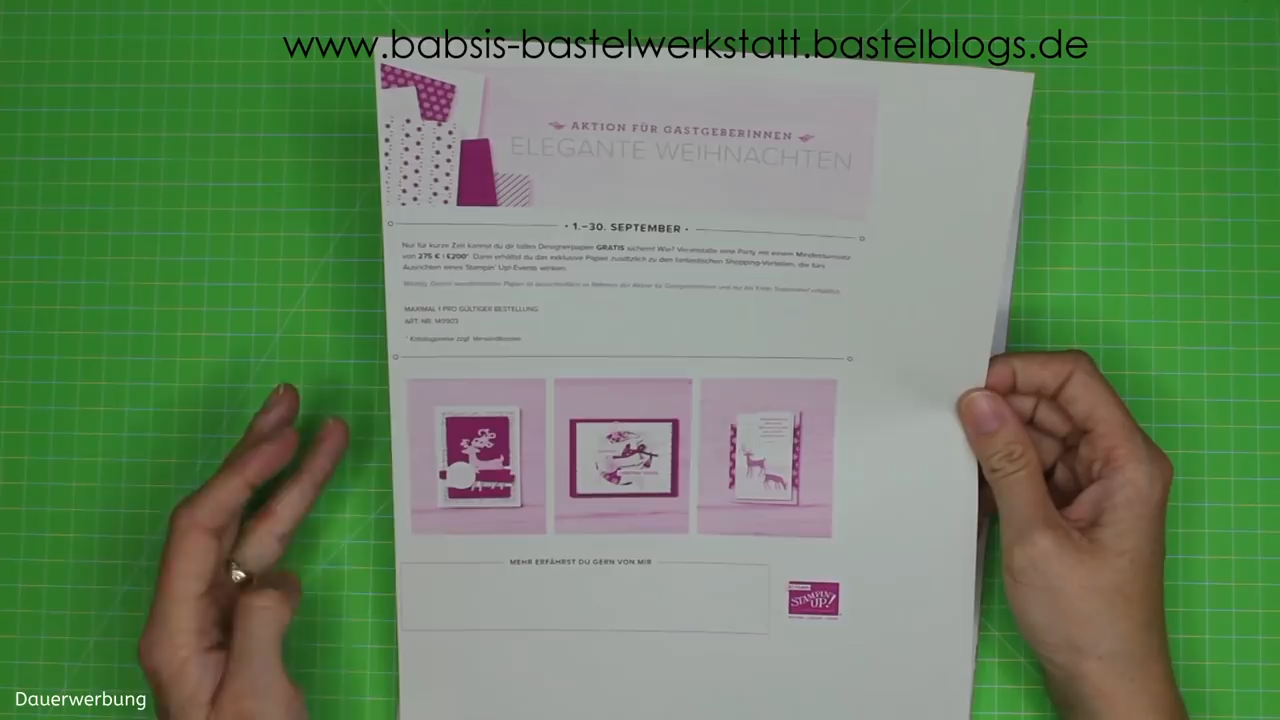 www.babsis-bastelwerkstatt.bastelblogs.de
AKTION FÜR GASTGEBERINNEN
ELEGANTE WEIHNACHTEN
• 1.–30. SEPTEMBER •
Nur für kurze Zeit kannst du dir tolles Designerpapier GRATIS sichern! Wie? Veranstalte eine Party mit einem Mindestumsatz
von 275 € | €200*. Dann erhältst du das exklusive Papier zusätzlich zu den fantastischen Shopping-Vorteilen, die fürs
Ausrichten eines Stampin' Up!-Events winken.
MAXIMAL 1 PRO GÜLTIGER BESTELLUNG
ART. NR.
* Katalogpreise zzgl. Versandkosten
MEHR ERFÄHRST DU GERN VON MIR
STAMPIN' UP!
Dauerwerbung